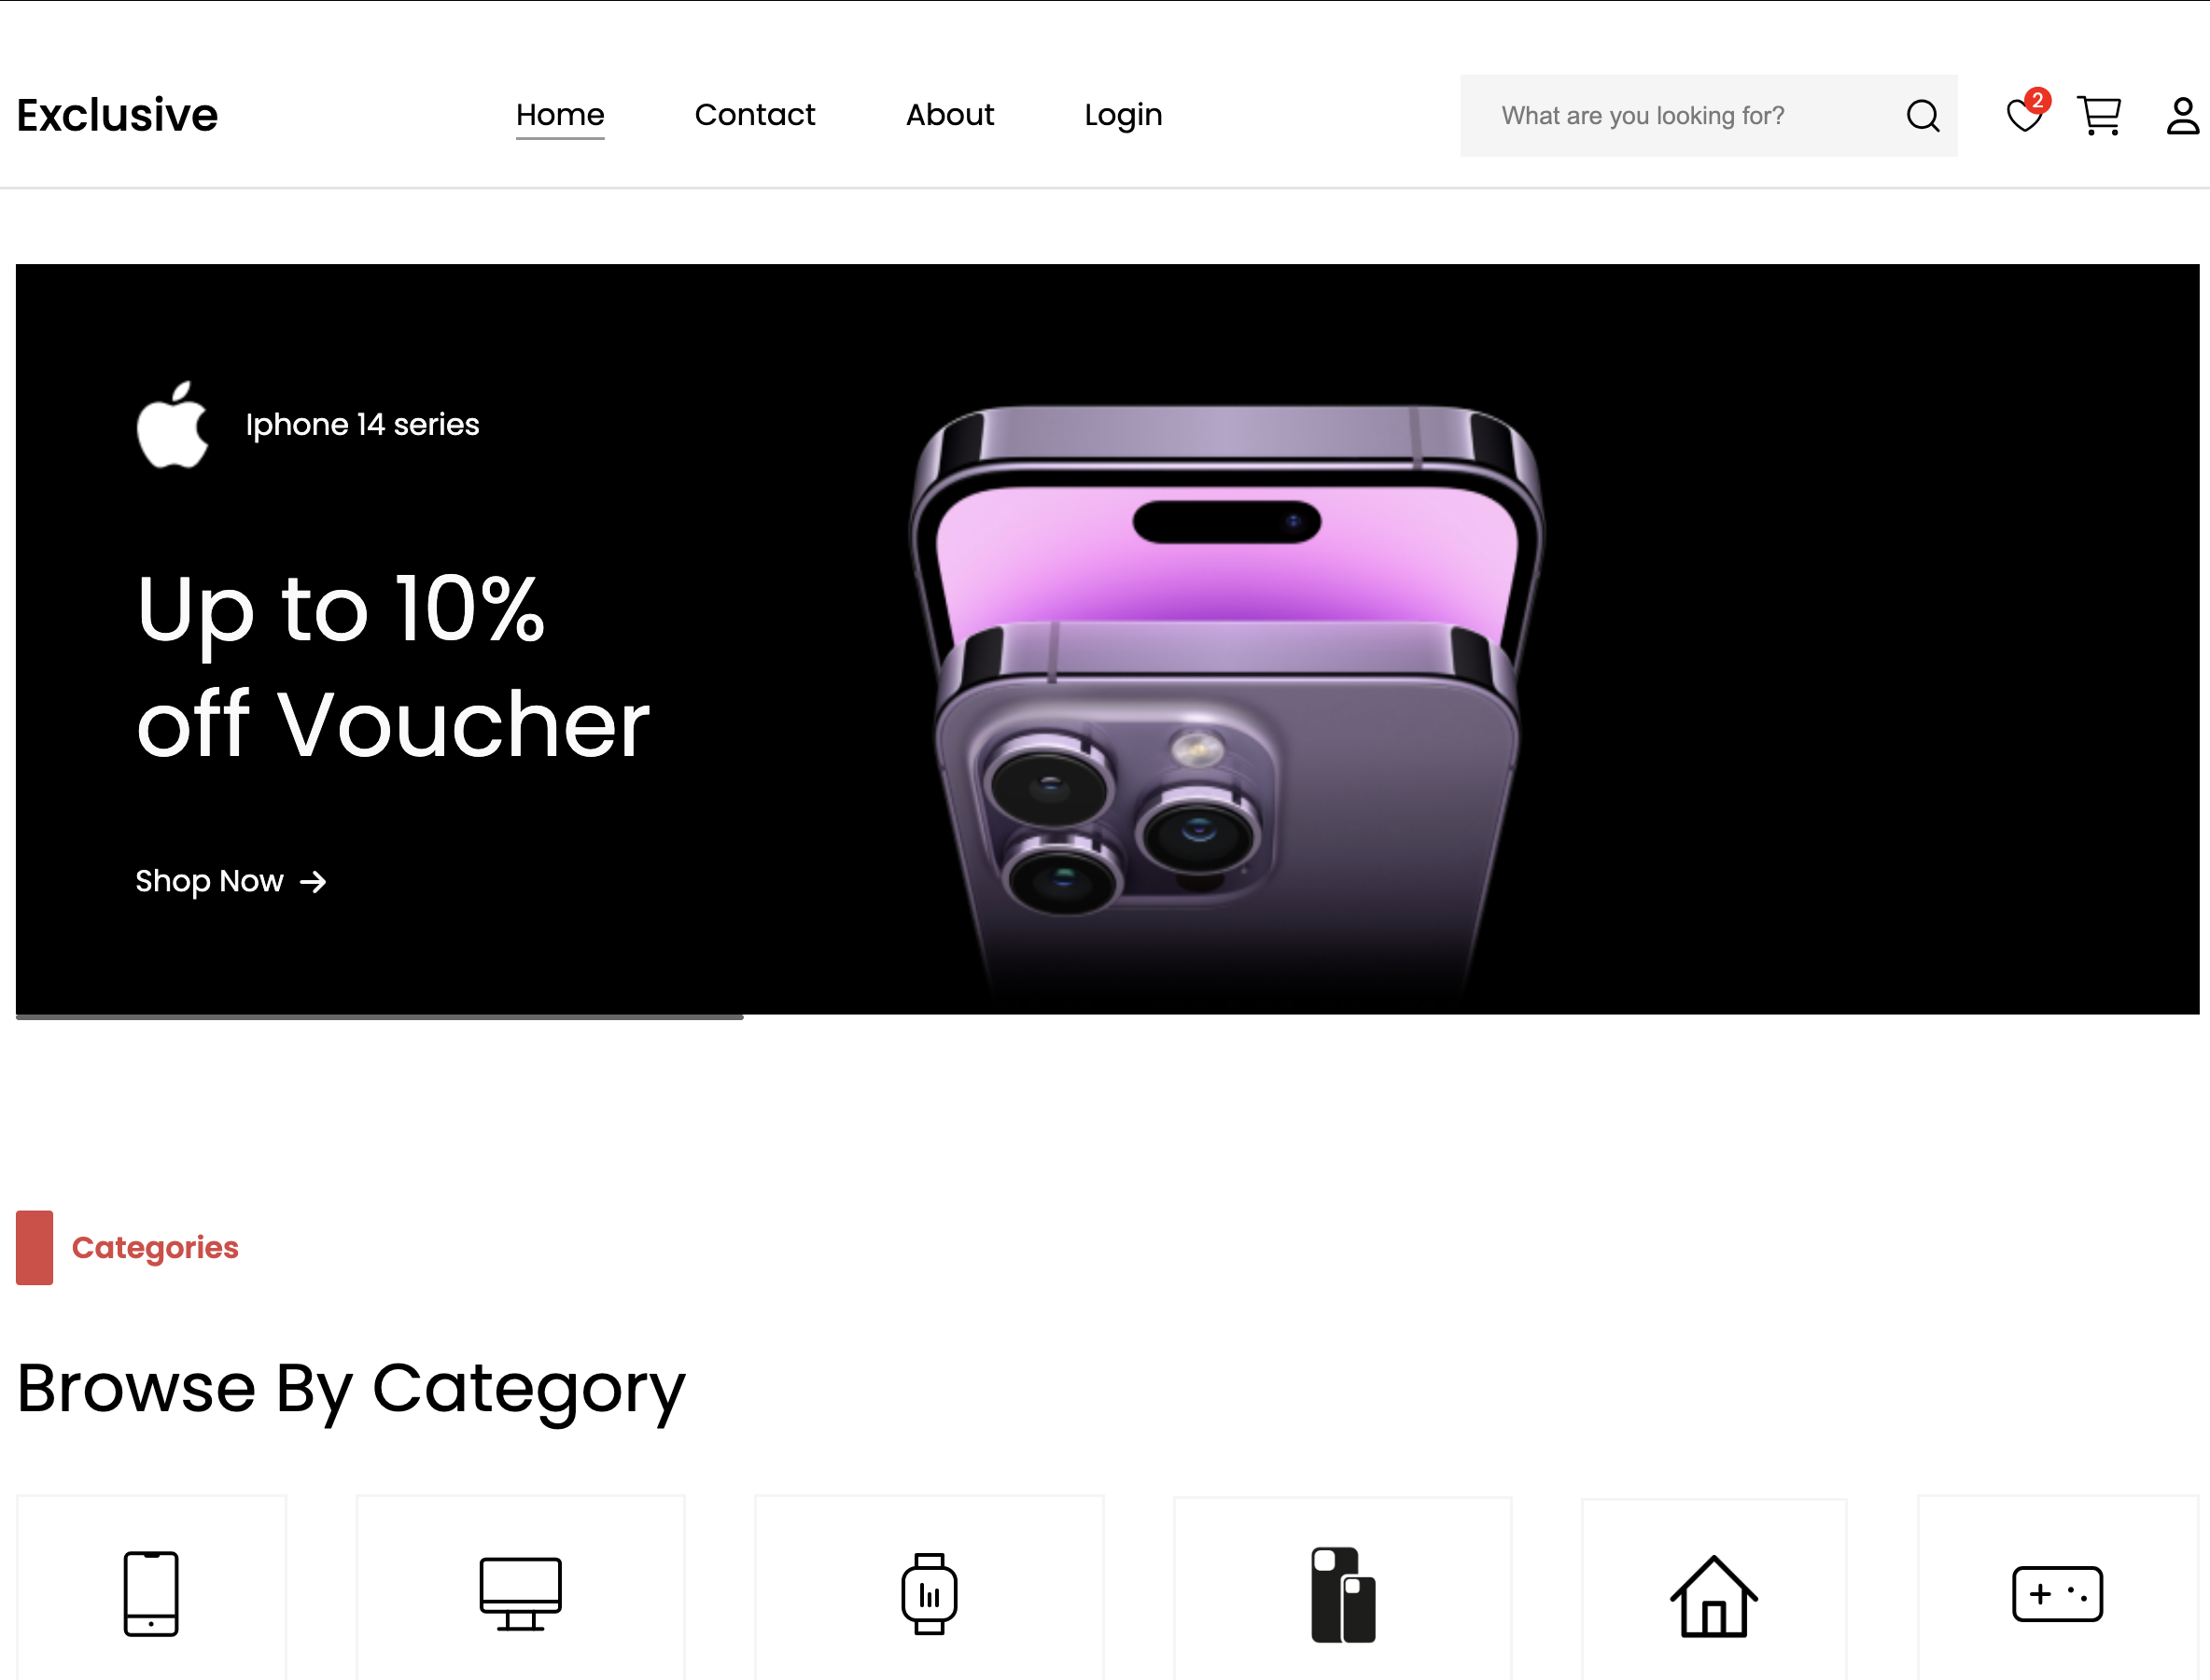 Exclusive
Home
Contact
About
Login
What are you looking for?
2
Iphone 14 series
Up to 10%
off Voucher
Shop Now
Categories
Browse By Category